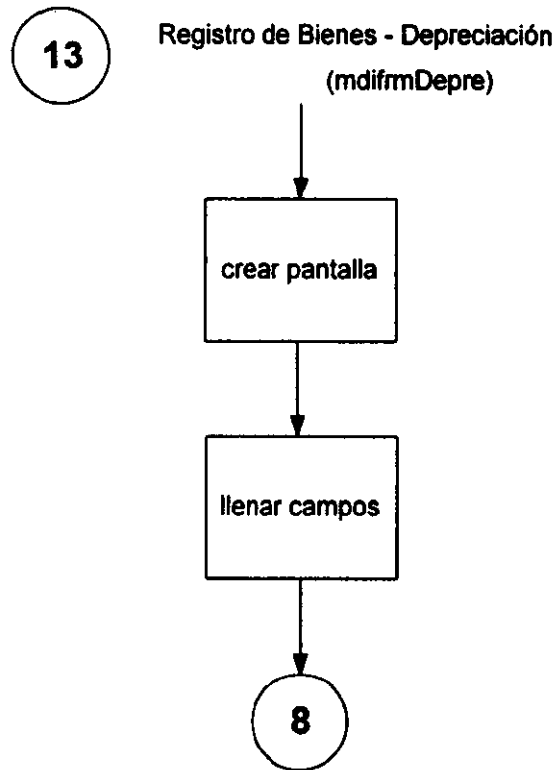 13
Registro de Bienes - Depreciación
(mdifrmDepre)
crear pantalla
llenar campos
8